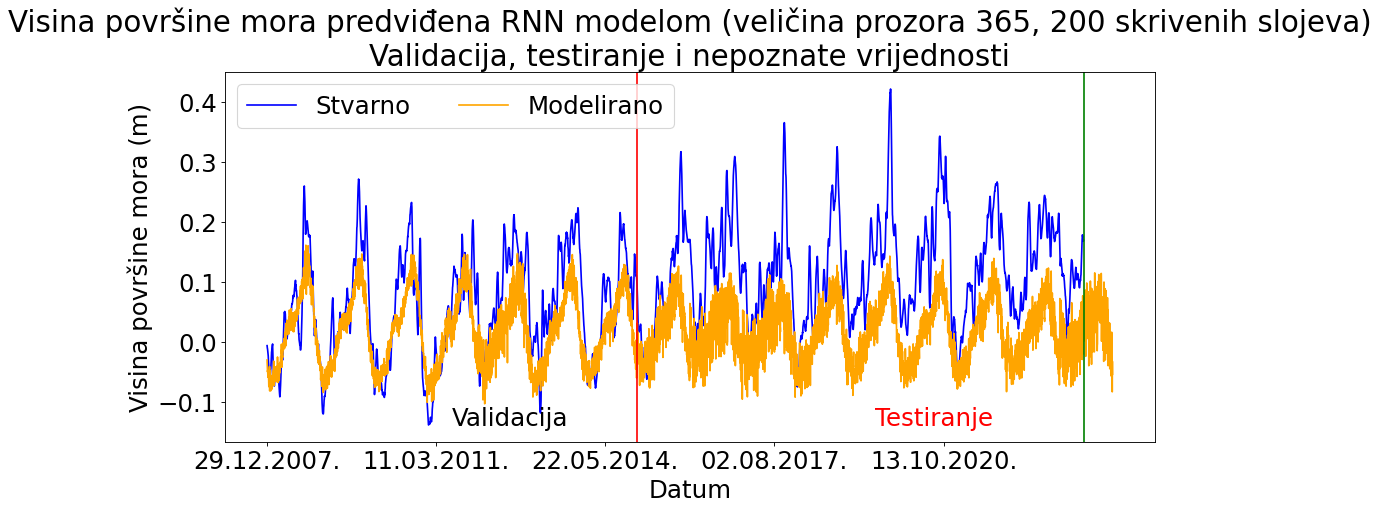 Visina površine mora predviđena RNN modelom (veličina prozora 365, 200 skrivenih slojeva)
Validacija, testiranje i nepoznate vrijednosti
Stvarno Modelirano
Visina površine mora (m)
0.4
0.3
0.2
0.1
0.0
−0.1
Validacija
Testiranje
29.12.2007. 11.03.2011. 22.05.2014. 02.08.2017. 13.10.2020.
Datum